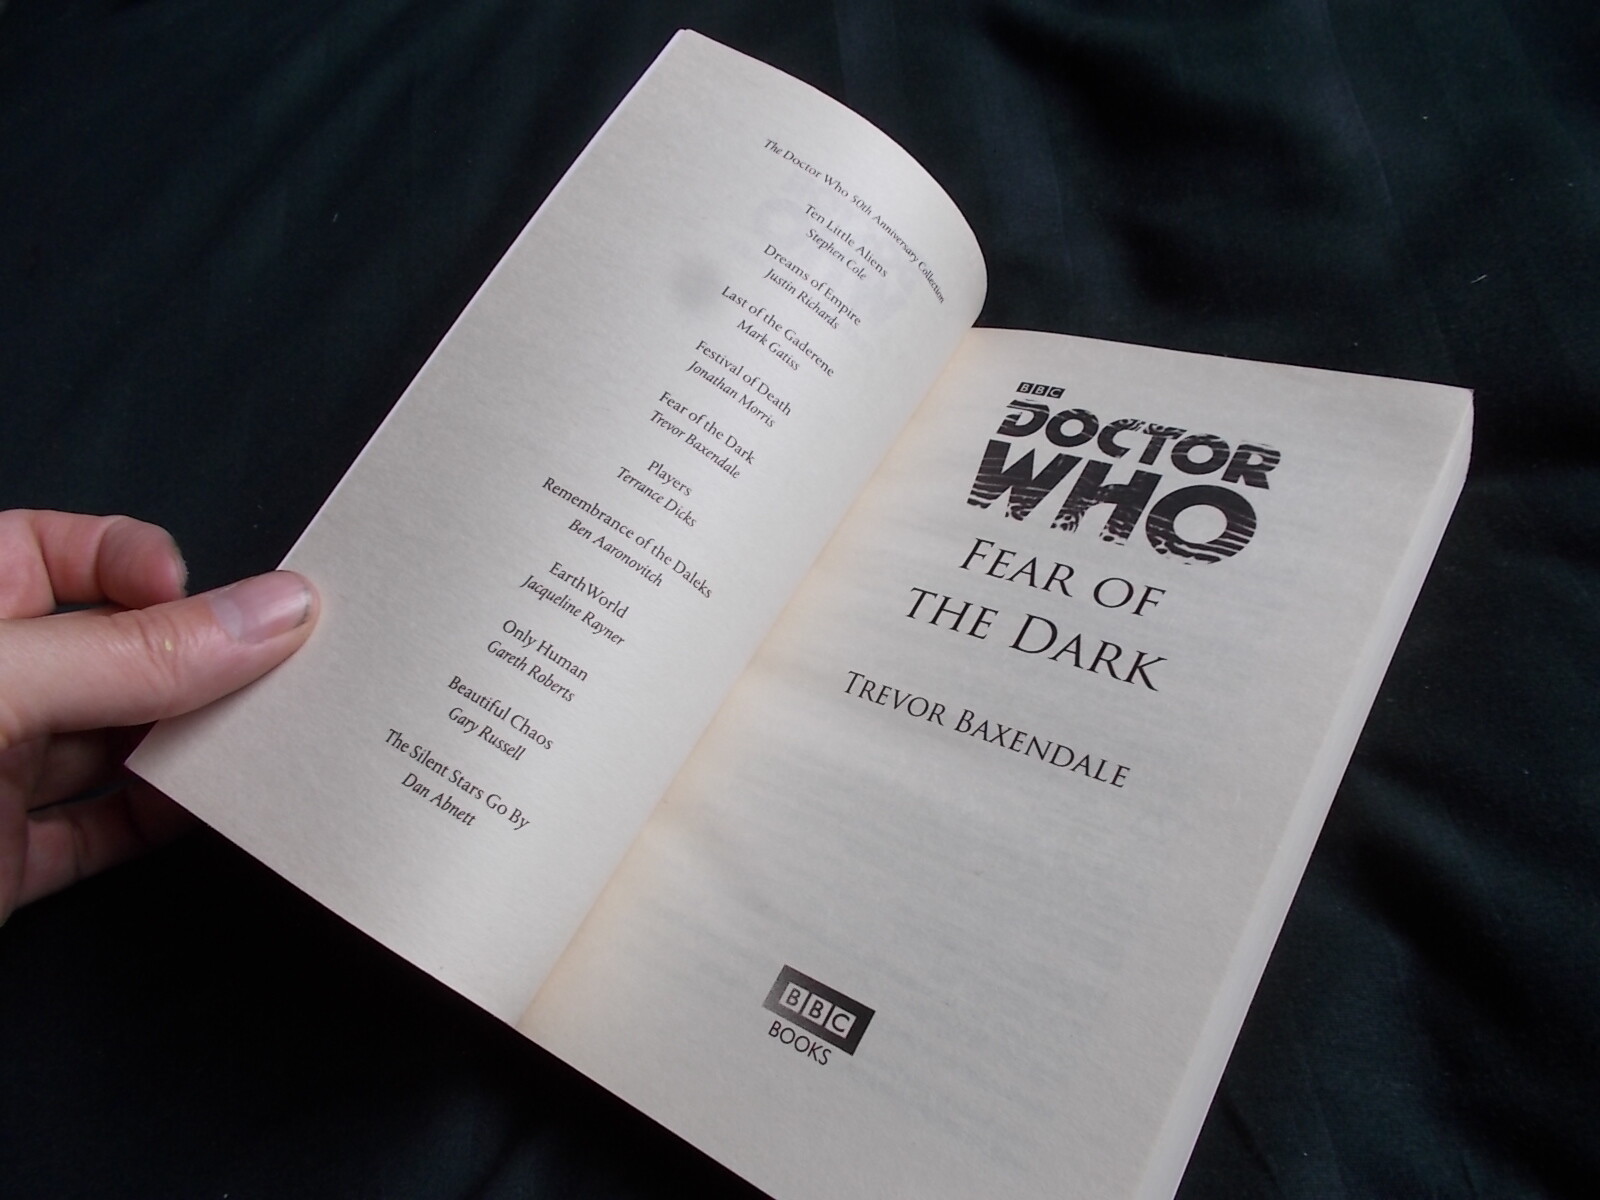 The Doctor Who 50th Anniversary Collection
Ten Little Aliens
Stephen Cole
Dreams of Empire
Justin Richards
Last of the Gaderene
Mark Gatiss
Festival of Death
Jonathan Morris
Fear of the Dark
Trevor Baxendale
Players
Terrance Dicks
Remembrance of the Daleks
Ben Aaronovitch
EarthWorld
Jacqueline Rayner
Only Human
Gareth Roberts
Beautiful Chaos
Gary Russell
The Silent Stars Go By
Dan Abnett
BBC
DOCTOR
WHO
FEAR OF
THE DARK
TREVOR BAXENDALE
BBC
BOOKS